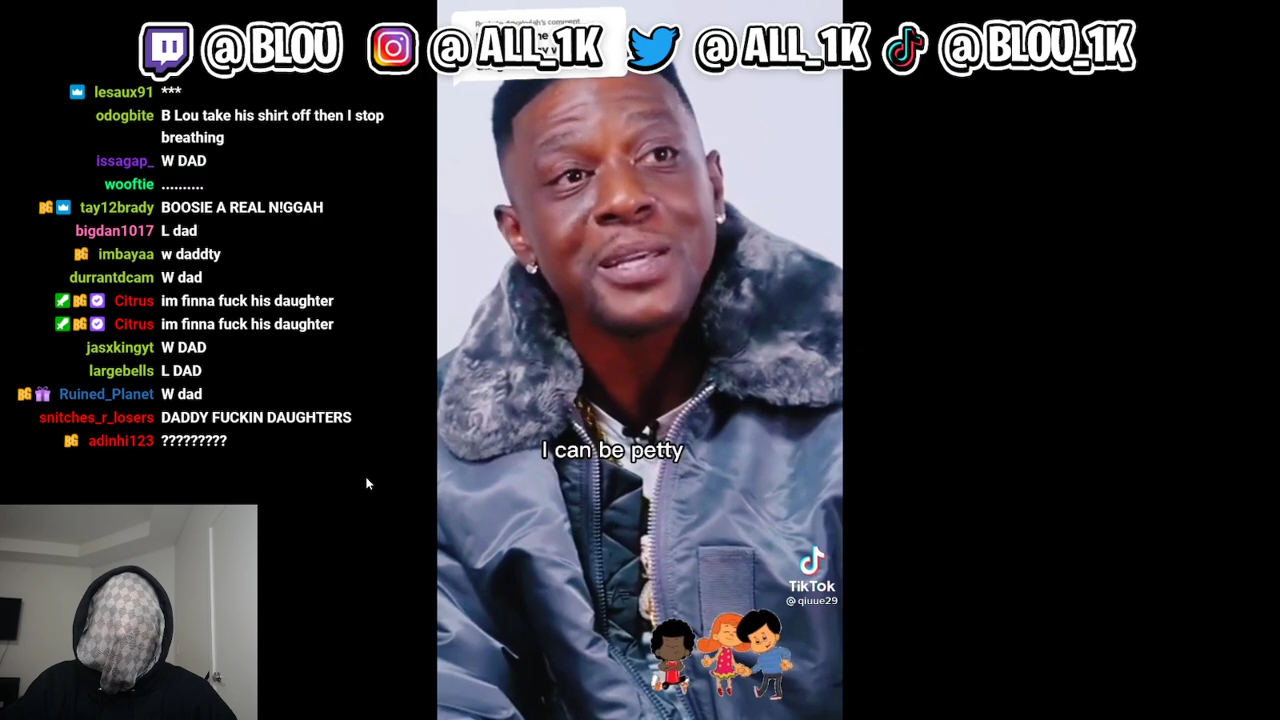 @BLOU @ALL_1K @ALL_1K @BLOU_1K
lesaux91 ***
odogbite B Lou take his shirt off then I stop
breathing
issagap_ W DAD
wooftie ..........
tay12brady BOOSIE A REAL N!GGAH
bigdan1017 L dad
imbayaa w daddty
durrantdcam W dad
Citrus im finna fuck his daughter
Citrus im finna fuck his daughter
jasxkingyt W DAD
largebells L DAD
Ruined_Planet W dad
snitches_r_losers DADDY FUCKIN DAUGHTERS
adinhi123 ?????????
I can be petty
TikTok
@qiuue29